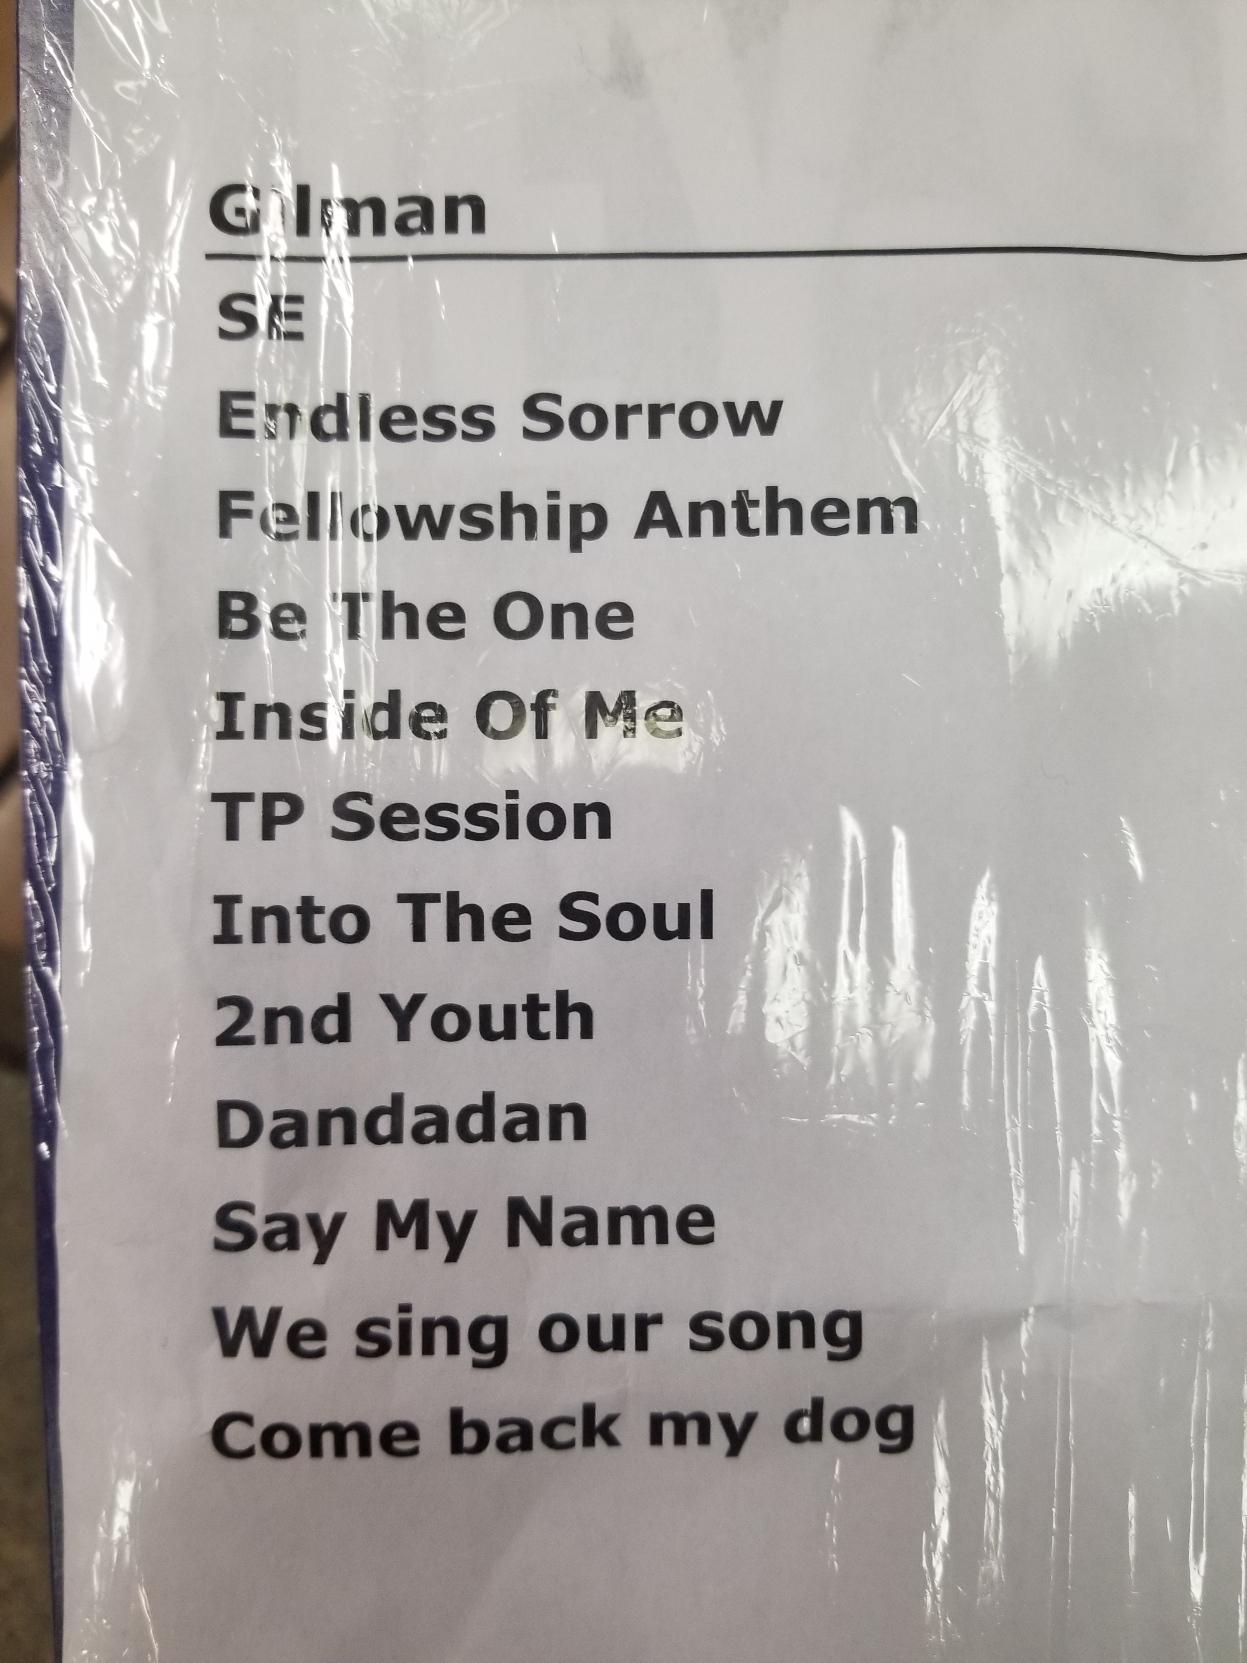 Gilman
SE
Endless Sorrow
Fellowship Anthem
Be The One
Inside Of Me
TP Session
Into The Soul
2nd Youth
Dandadan
Say My Name
We sing our song
Come back my dog